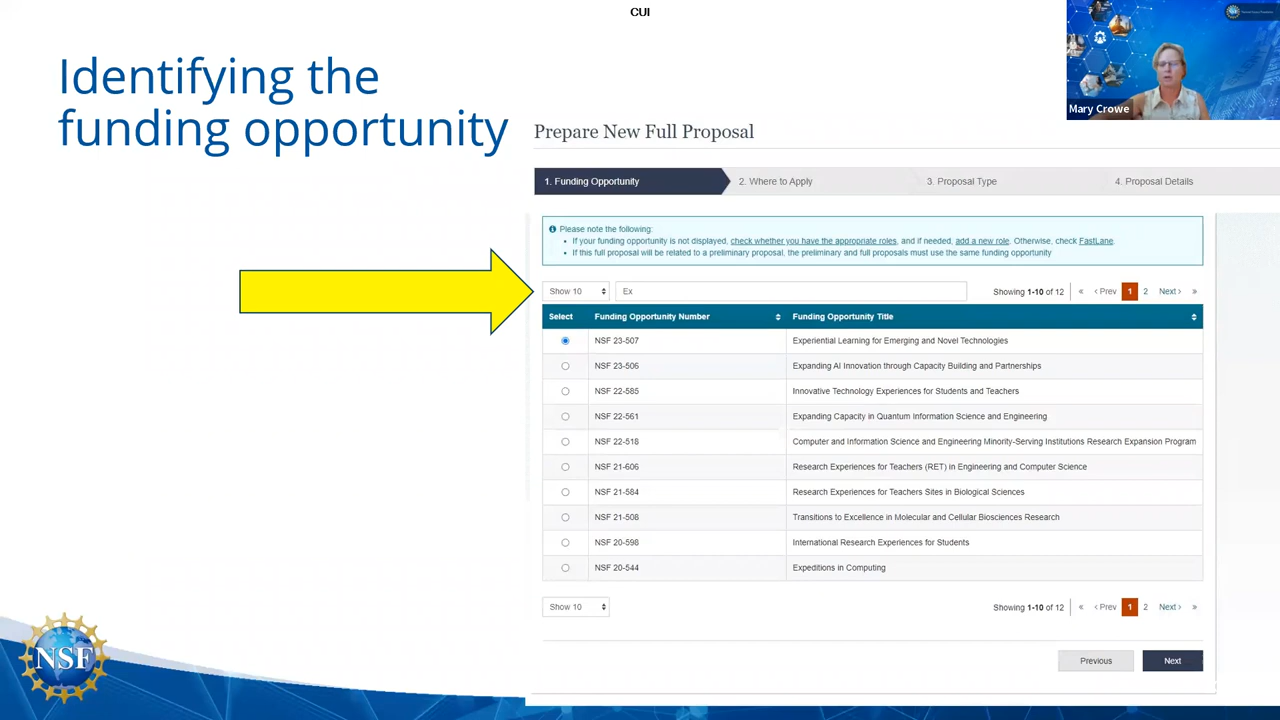 CUI
Identifying the
funding opportunity
Mary Crowe
Prepare New Full Proposal
1. Funding Opportunity
2. Where to Apply
3. Proposal Type
4. Proposal Details
Please note the following:
If your funding opportunity is not displayed, check whether you have the appropriate roles, and if needed, add a new role. Otherwise, check FastLane.
If this full proposal will be related to a preliminary proposal, the preliminary and full proposals must use the same funding opportunity
Show 10
Ex
Showing 1-10 of 12
« ‹ Prev 1 2 Next › »
Select Funding Opportunity Number Funding Opportunity Title
NSF 23-507 Experiential Learning for Emerging and Novel Technologies
NSF 23-506 Expanding AI Innovation through Capacity Building and Partnerships
NSF 22-585 Innovative Technology Experiences for Students and Teachers
NSF 22-561 Expanding Capacity in Quantum Information Science and Engineering
NSF 22-518 Computer and Information Science and Engineering Minority-Serving Institutions Research Expansion Program
NSF 21-606 Research Experiences for Teachers (RET) in Engineering and Computer Science
NSF 21-584 Research Experiences for Teachers Sites in Biological Sciences
NSF 21-508 Transitions to Excellence in Molecular and Cellular Biosciences Research
NSF 20-598 International Research Experiences for Students
NSF 20-544 Expeditions in Computing
Show 10
Showing 1-10 of 12
« ‹ Prev 1 2 Next › »
Previous
Next
NSF